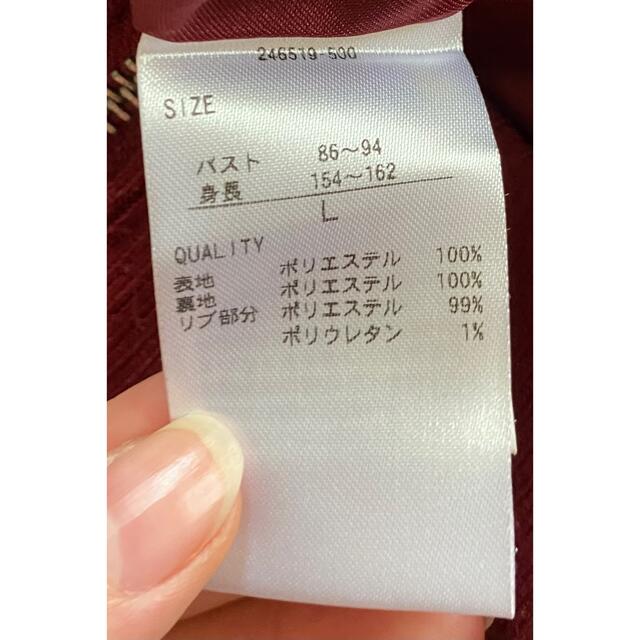 246519-500
SIZE
バスト 86〜94
身長 154〜162
L
QUALITY
表地 ポリエステル 100%
裏地 ポリエステル 100%
リブ部分 ポリエステル 99%
ポリウレタン 1%